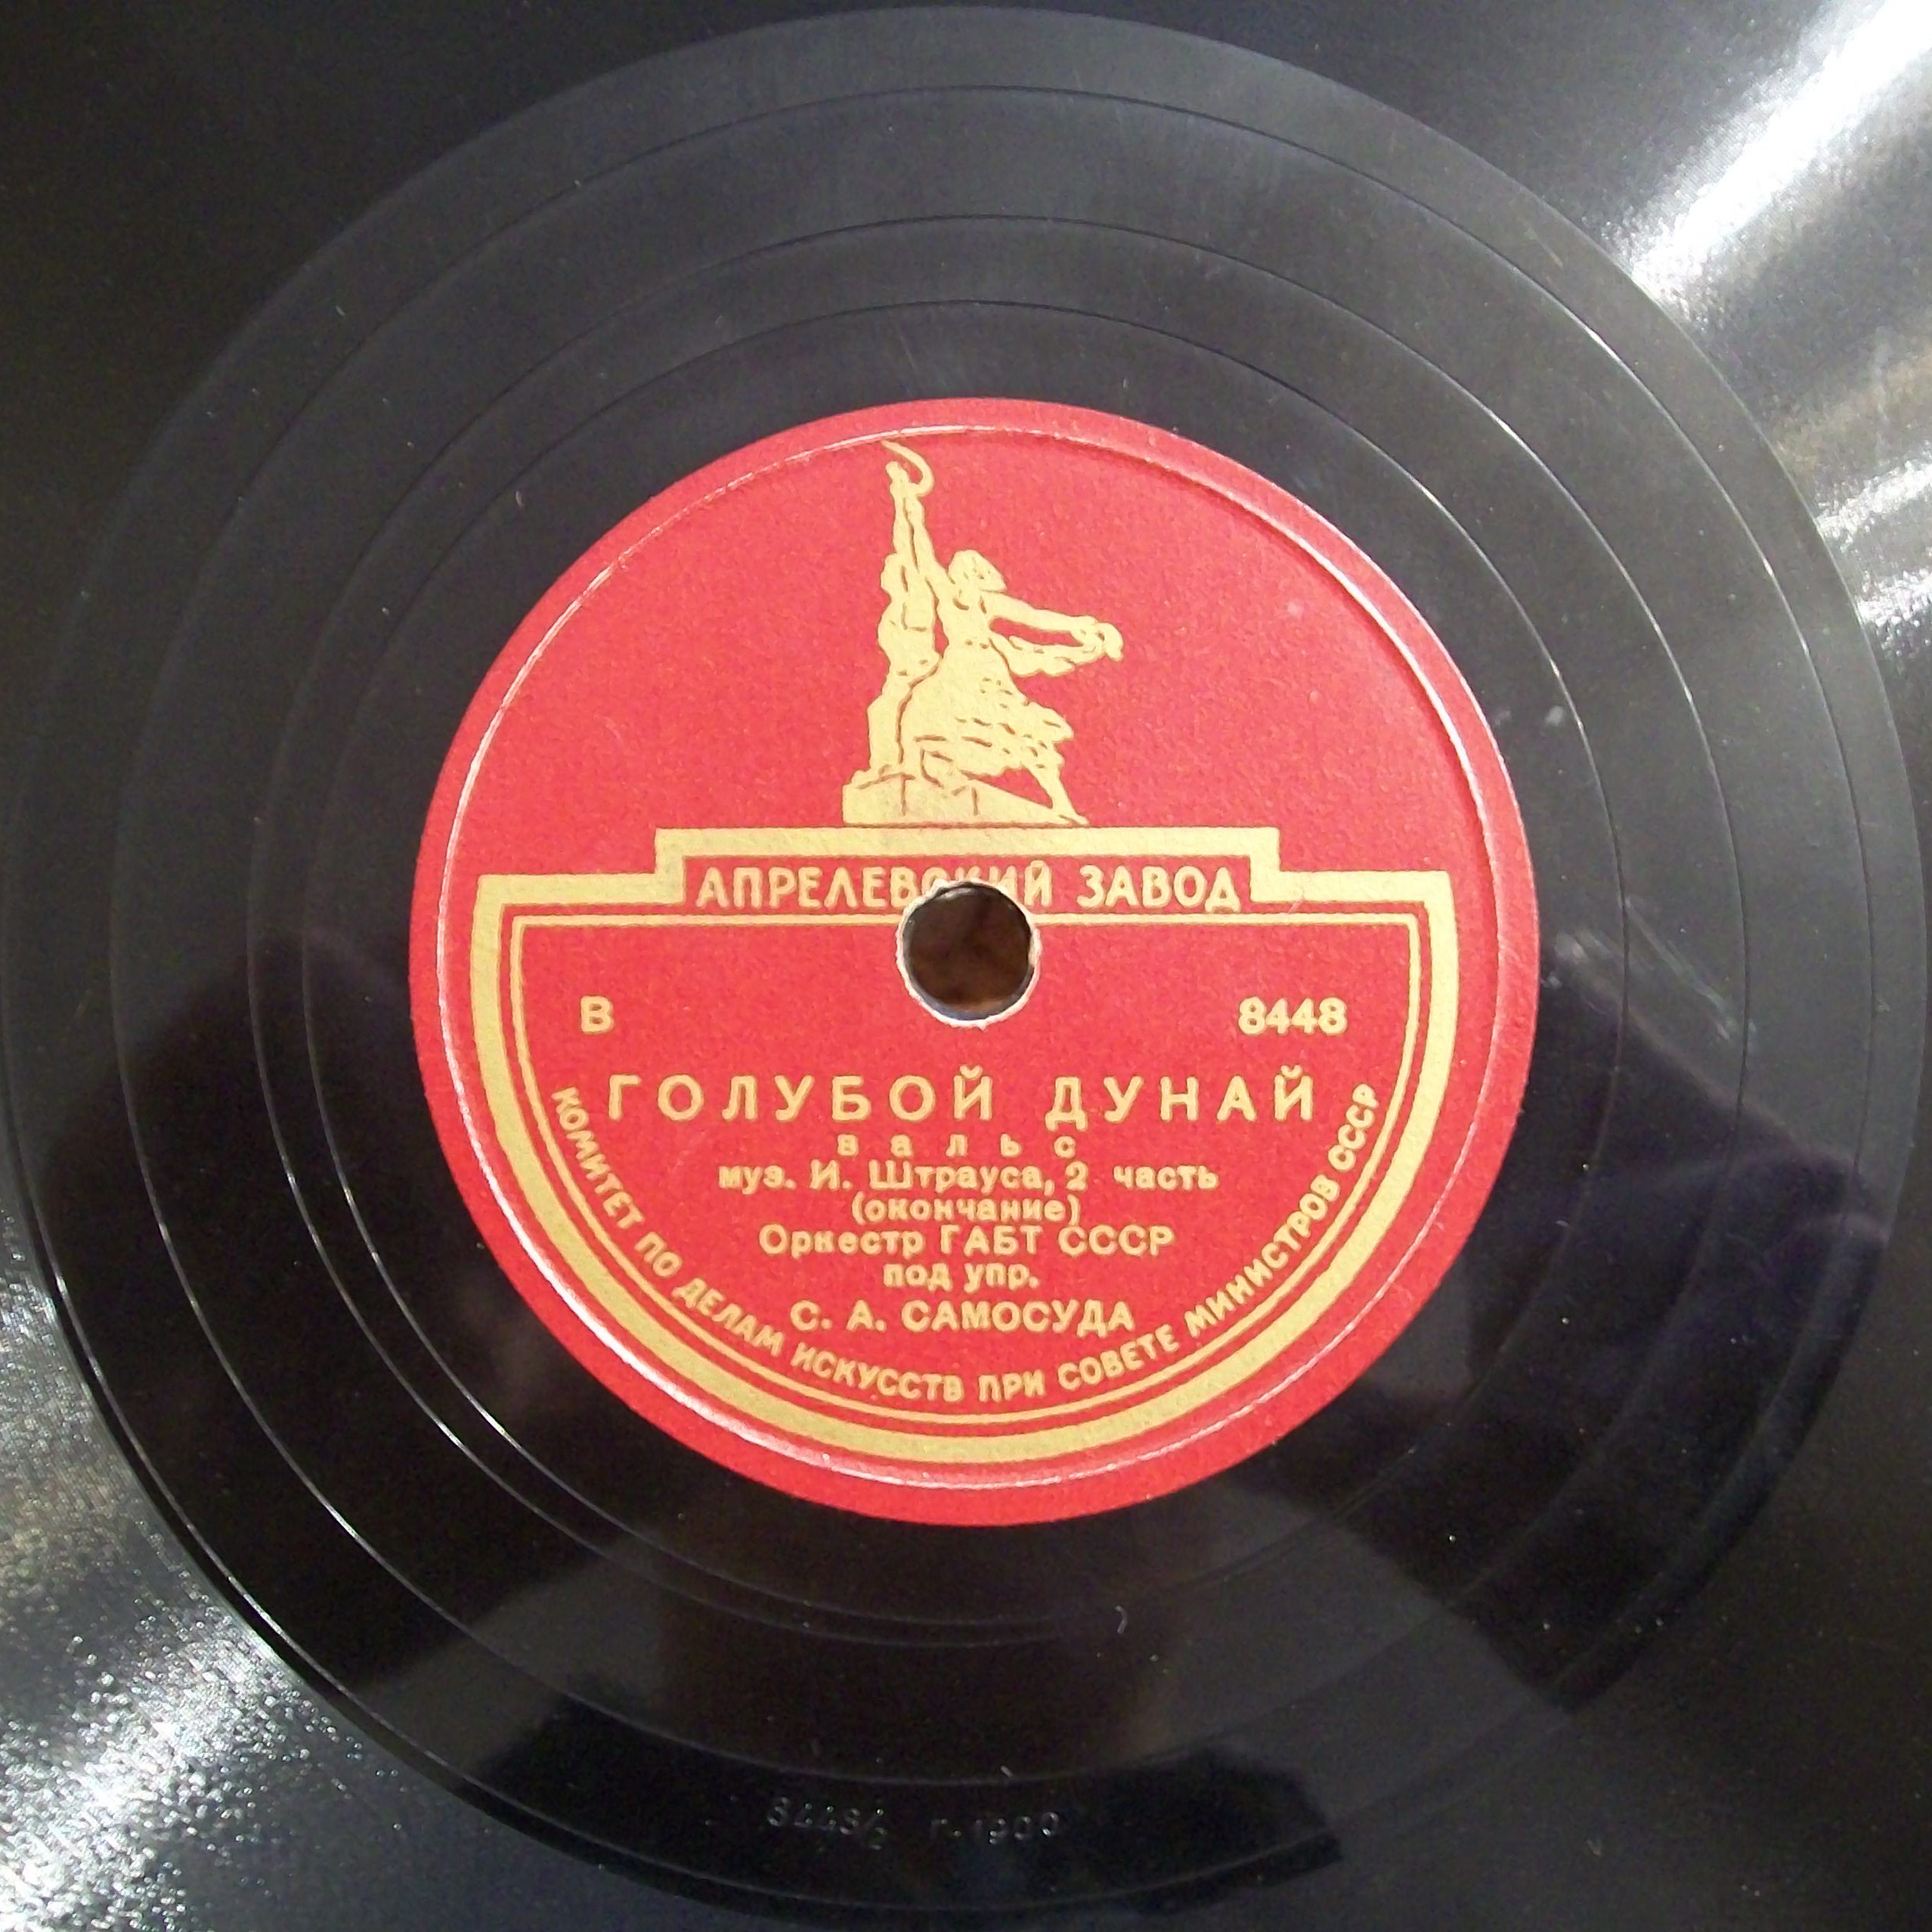 АПРЕЛЕВСКИЙ ЗАВОД
В 8448
ГОЛУБОЙ ДУНАЙ
вальс
муз. И. Штрауса, 2 часть
(окончание)
Оркестр ГАБТ СССР
под упр.
С. А. САМОСУДА
КОМИТЕТ ПО ДЕЛАМ ИСКУССТВ ПРИ СОВЕТЕ МИНИСТРОВ СССР
Г-1900